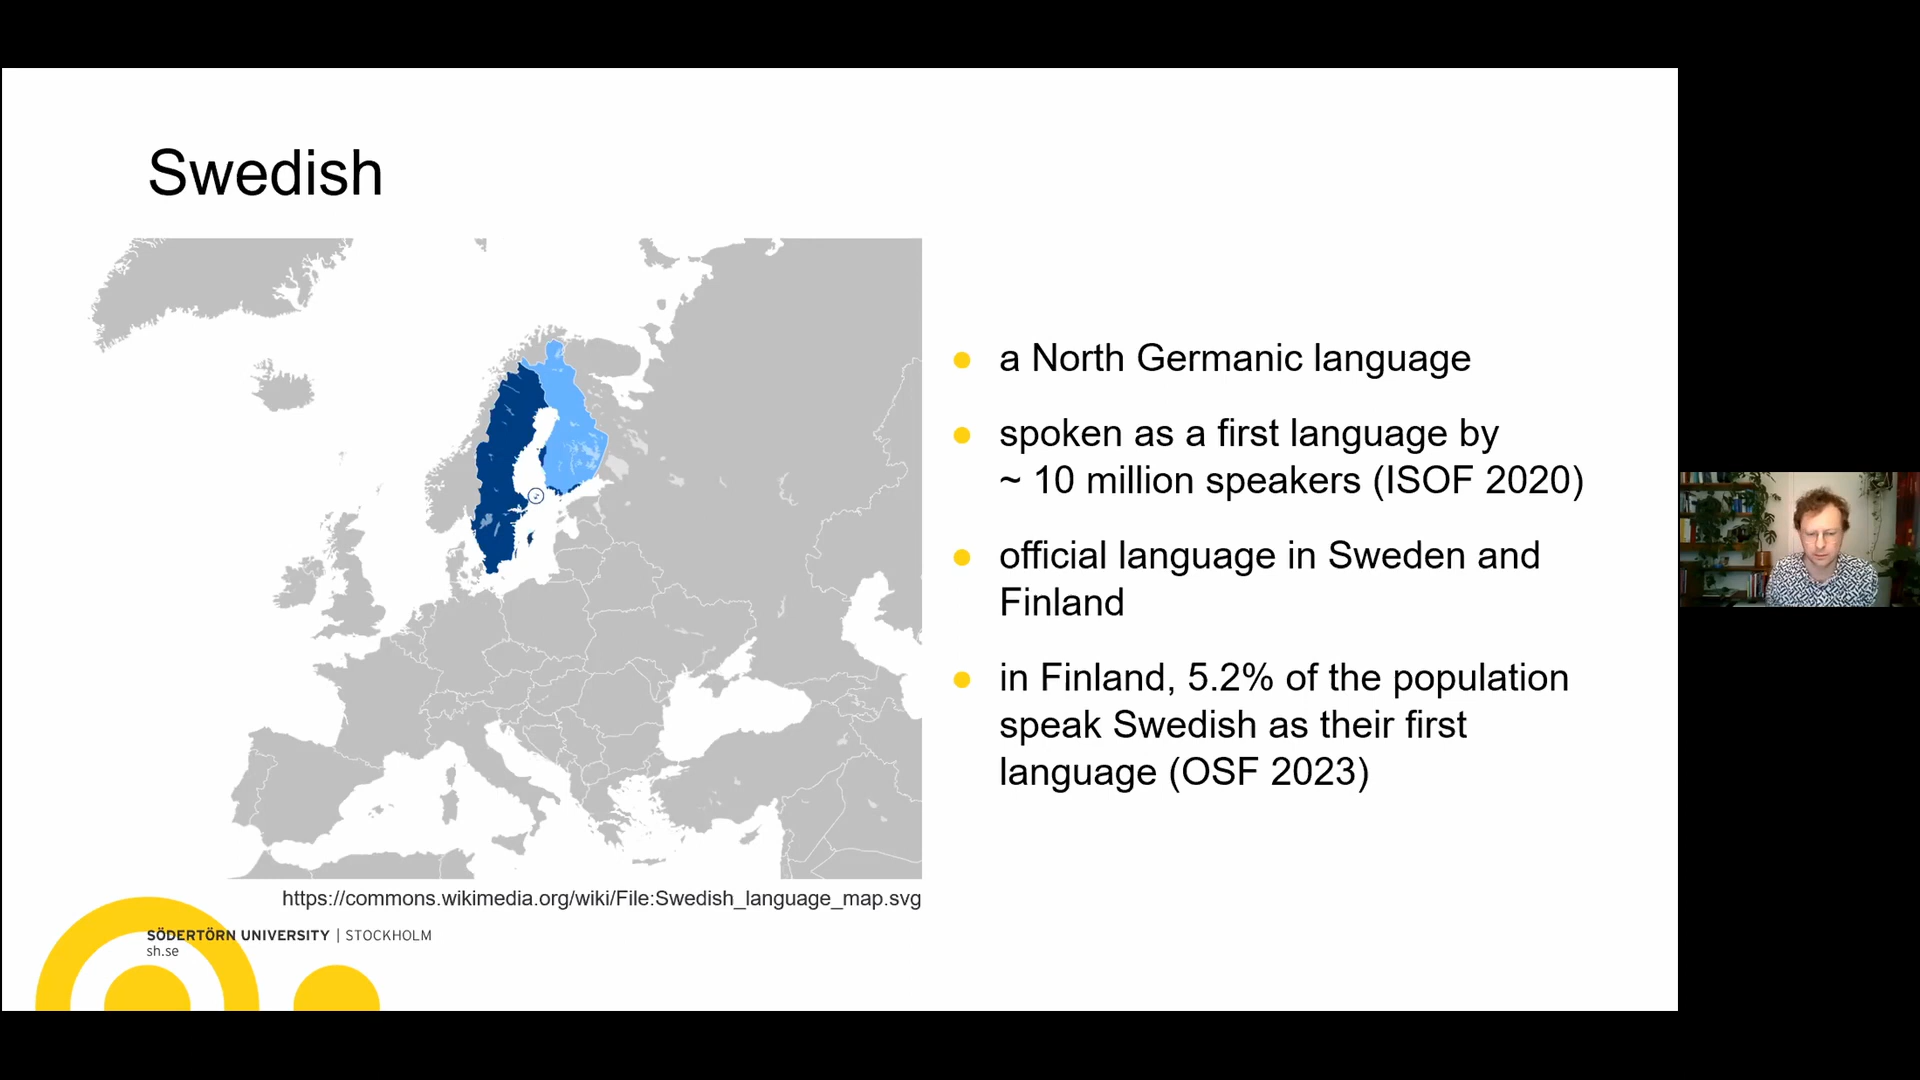 Swedish
a North Germanic language
spoken as a first language by
~ 10 million speakers (ISOF 2020)
official language in Sweden and
Finland
in Finland, 5.2% of the population
speak Swedish as their first
language (OSF 2023)
https://commons.wikimedia.org/wiki/File:Swedish_language_map.svg
SÖDERTÖRN UNIVERSITY | STOCKHOLM
sh.se